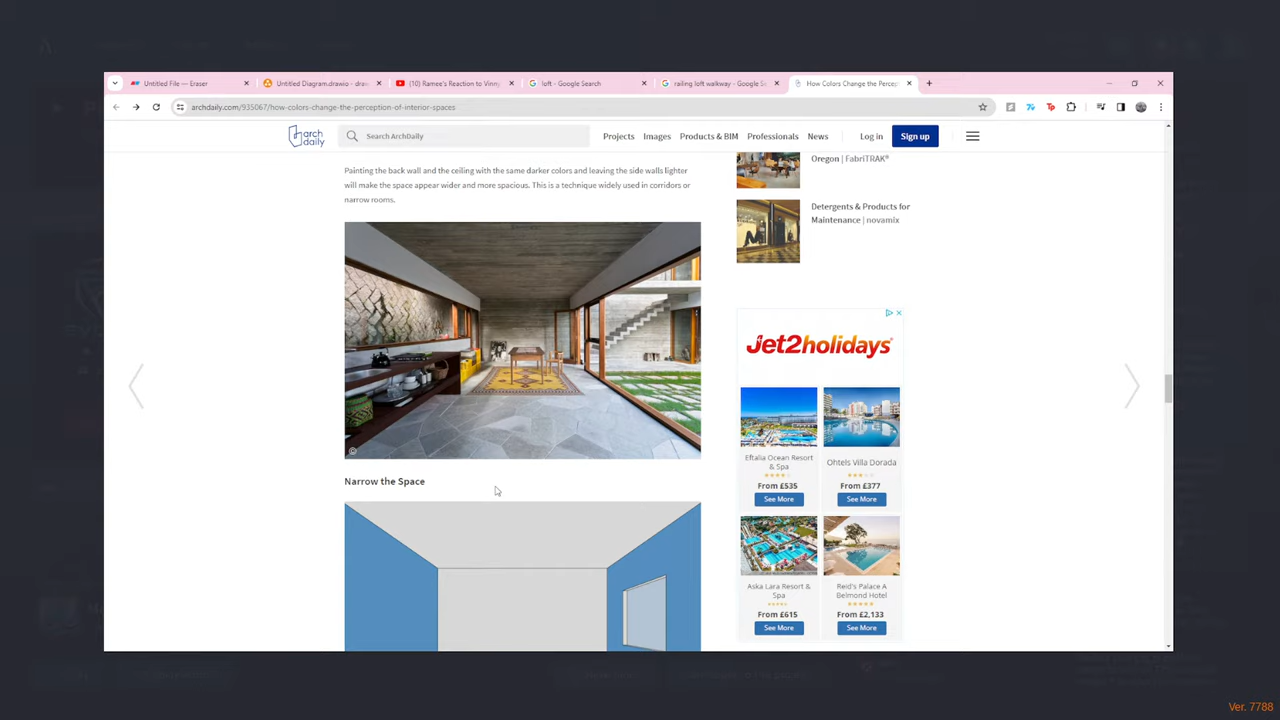 Untitled File — Eraser
Untitled Diagram.drawio - draw
(10) Ramee's Reaction to Vinny
loft - Google Search
railing loft walkway - Google Se
How Colors Change the Percep
archdaily.com/935067/how-colors-change-the-perception-of-interior-spaces
arch
daily
Search ArchDaily
Projects
Images
Products & BIM
Professionals
News
Log in
Sign up
Oregon | FabriTRAK®
Painting the back wall and the ceiling with the same darker colors and leaving the side walls lighter
will make the space appear wider and more spacious. This is a technique widely used in corridors or
narrow rooms.
Detergents & Products for
Maintenance | novamix
©
Narrow the Space
Jet2holidays
Eftalia Ocean Resort
& Spa
From £535
See More
Ohtels Villa Dorada
From £377
See More
Aska Lara Resort &
Spa
From £615
See More
Reid's Palace A
Belmond Hotel
From £2,133
See More
Ver. 7788